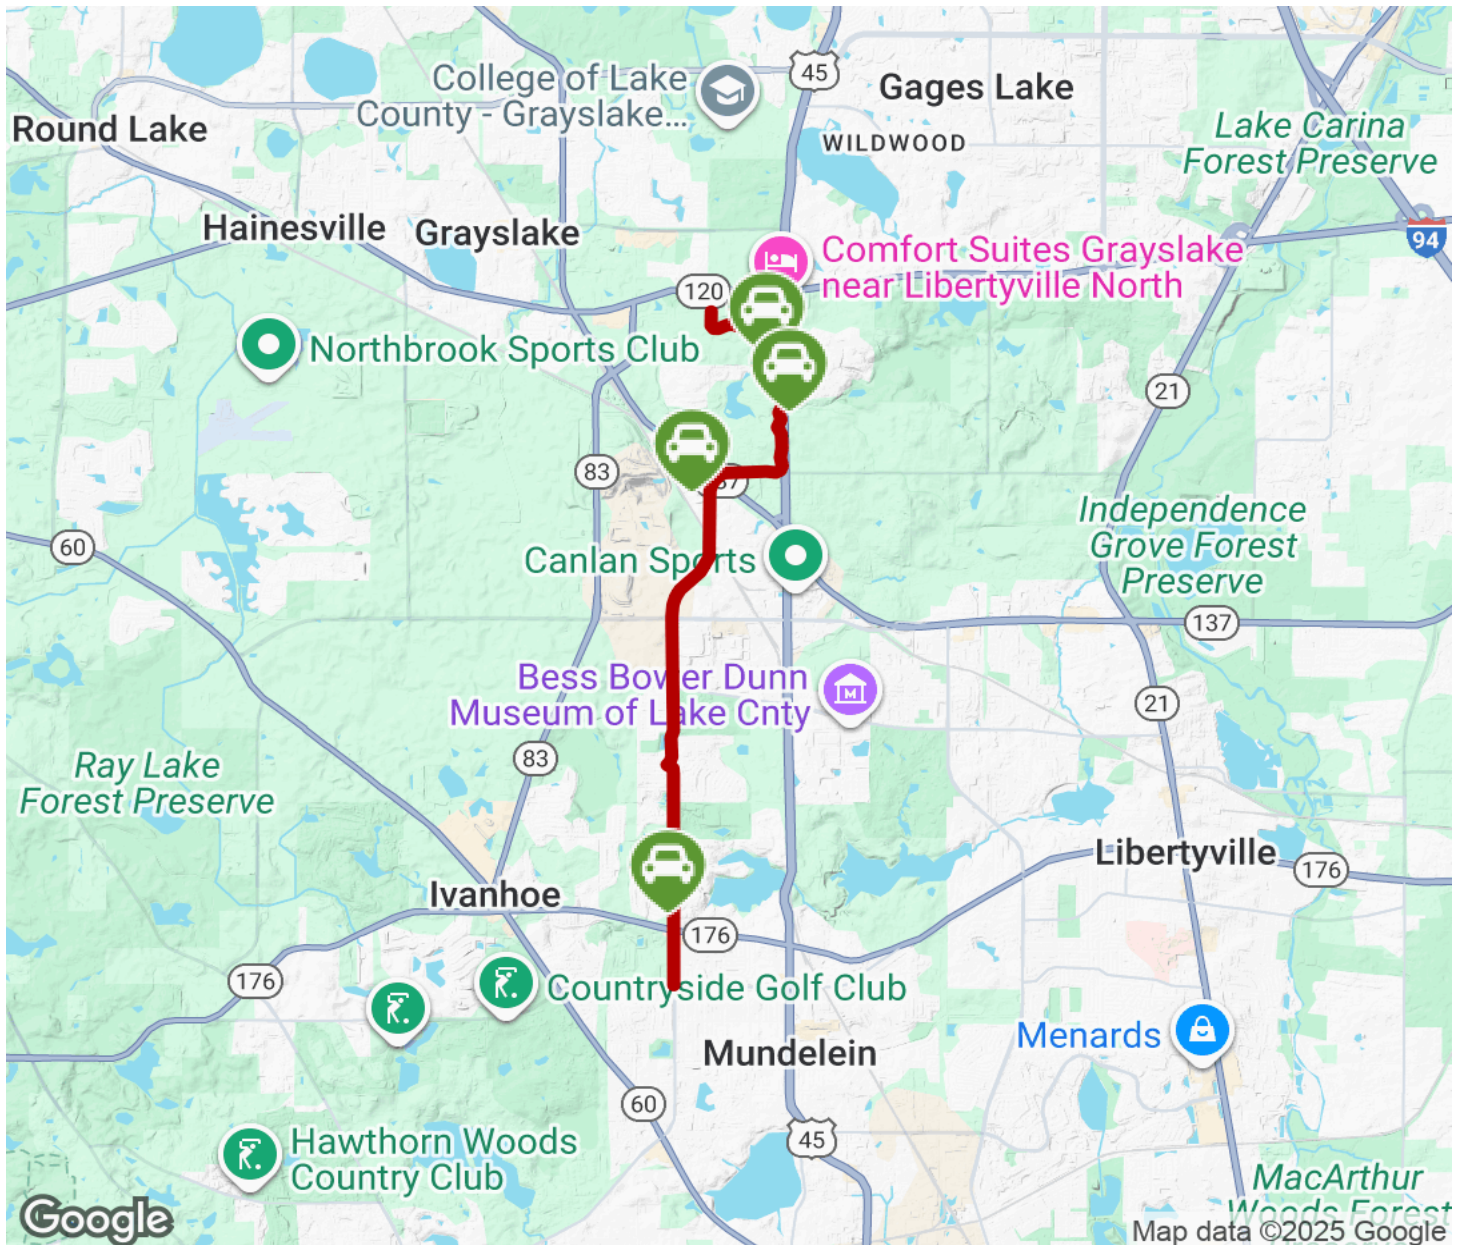 45
College of Lake
County - Grayslake...
Gages Lake
Round Lake
Lake Carina
Forest Preserve
WILDWOOD
Hainesville
Grayslake
94
Comfort Suites Grayslake
near Libertyville North
120
Northbrook Sports Club
21
83
Independence
Grove Forest
Preserve
60
Canlan Sports
137
Bess Bower Dunn
Museum of Lake Cnty
21
83
Ray Lake
Forest Preserve
Libertyville
176
Ivanhoe
176
176
Countryside Golf Club
Menards
Mundelein
60
45
Hawthorn Woods
Country Club
MacArthur
Woods Forest
Google
Map data ©2025 Google